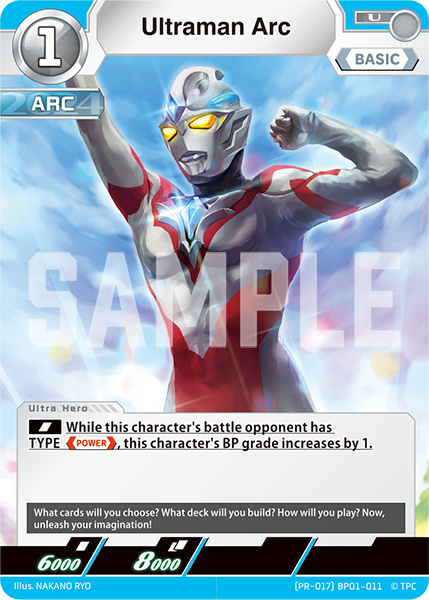 Ultraman Arc
U
1
BASIC
2024
ARC
SAMPLE
Ultra Hero
While this character's battle opponent has
TYPE POWER, this character's BP grade increases by 1.
What cards will you choose? What deck will you build? How will you play? Now,
unleash your imagination!
6000 8000
Illus. NAKANO RYO [PR-017] BP01-011 © TPC